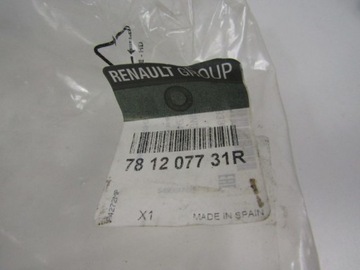 RENAULT GROUP
78 12 077 31R
X1
MADE IN SPAIN